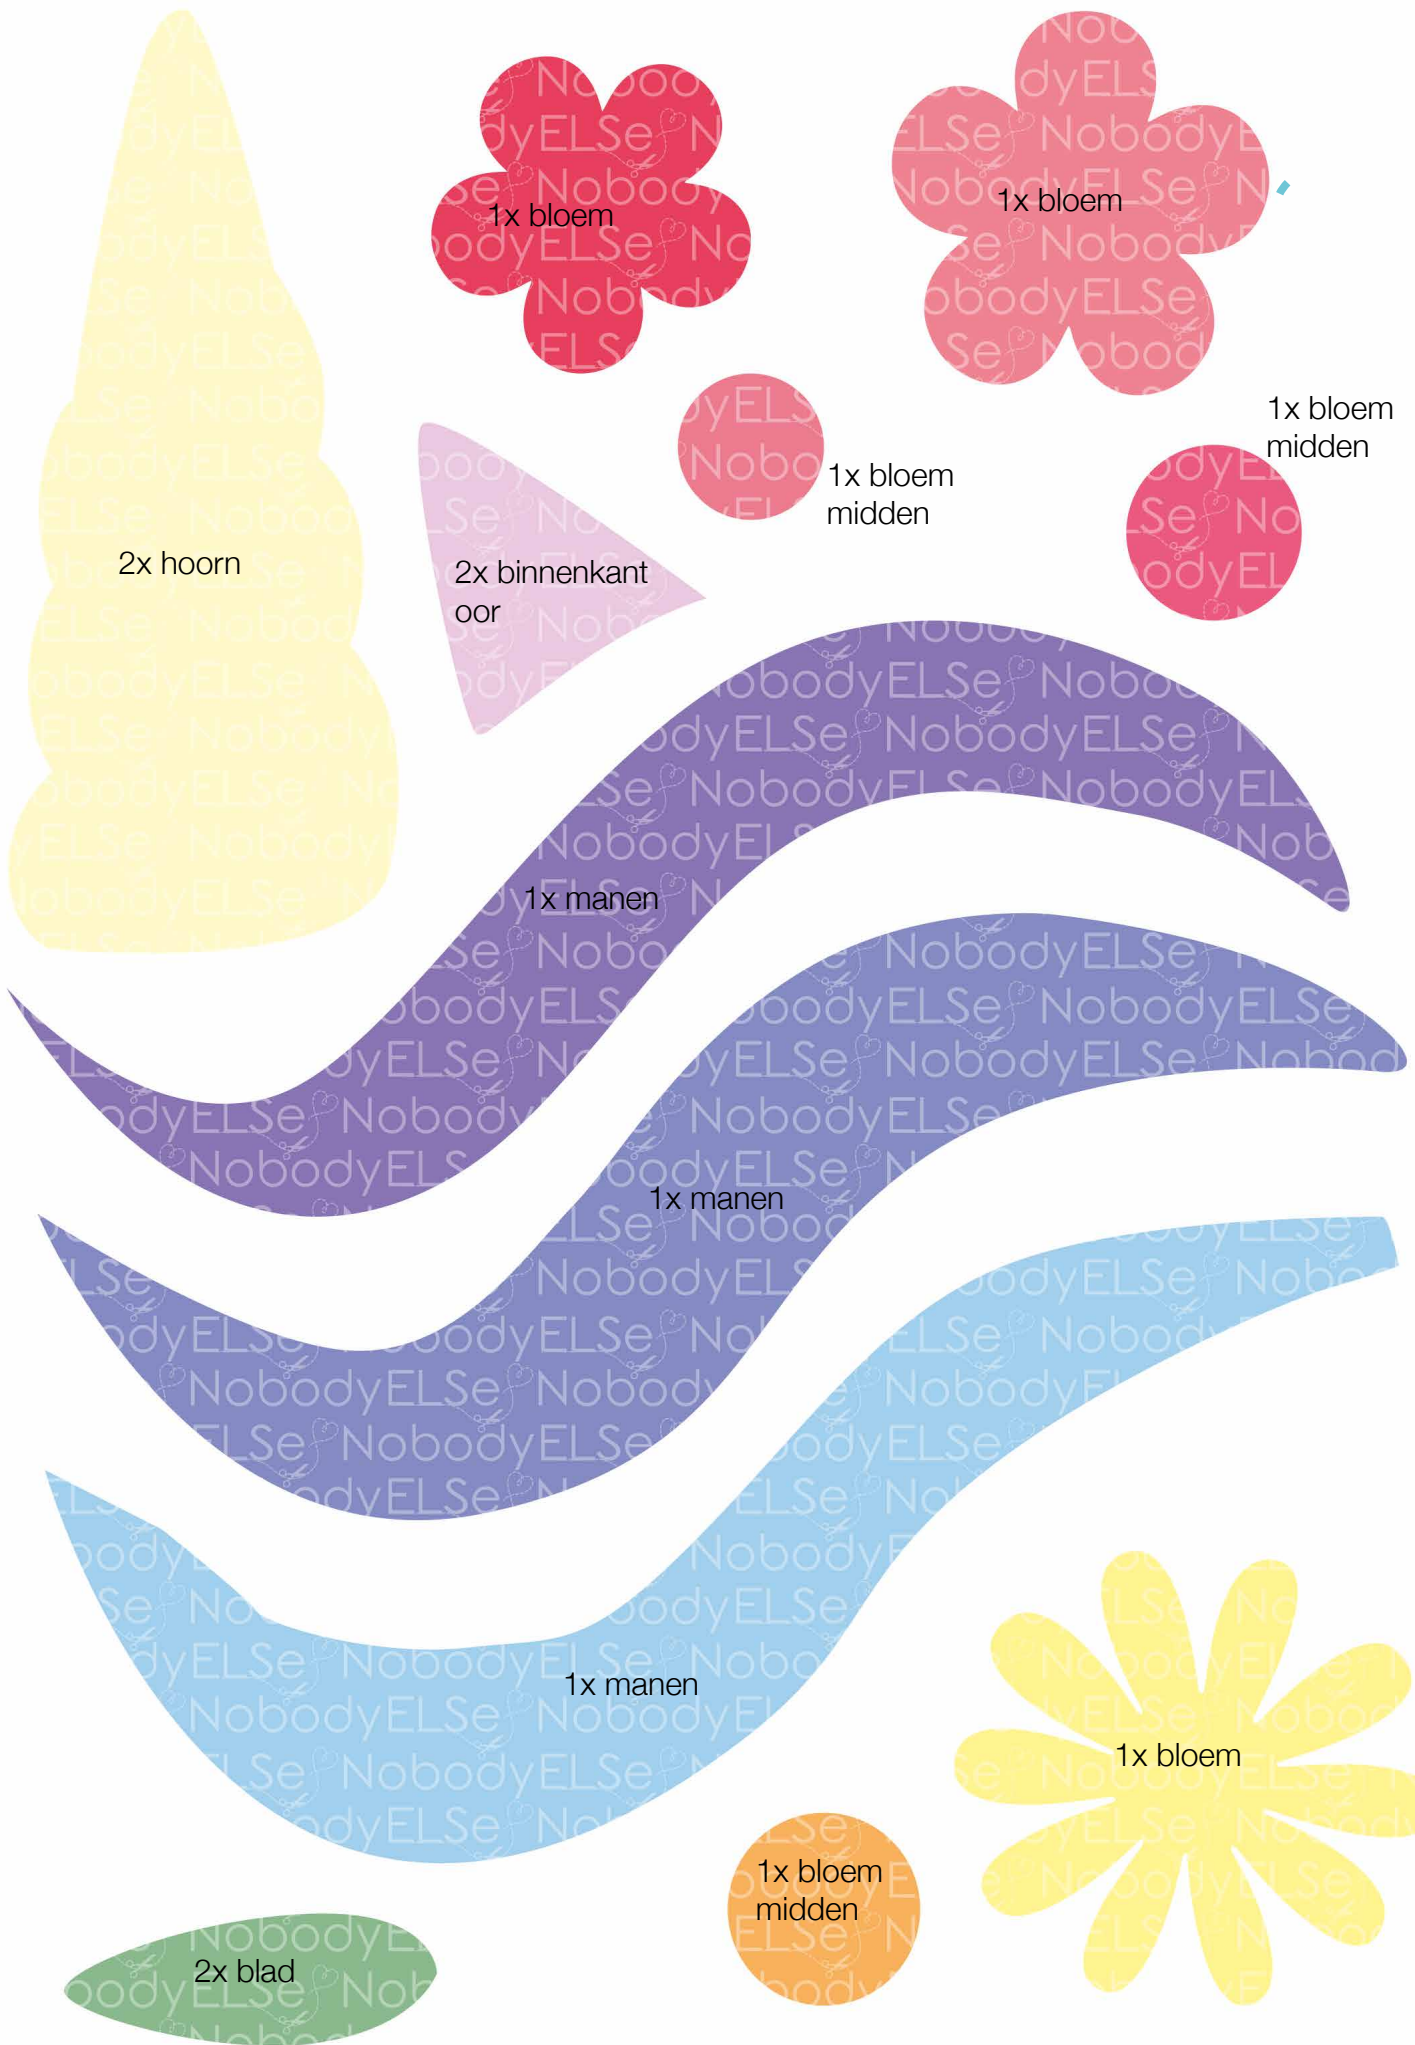 1x bloem
1x bloem
1x bloem
midden
1x bloem
midden
2x hoorn
2x binnenkant
oor
1x manen
1x manen
1x manen
1x bloem
1x bloem
midden
2x blad
NobodyELSe